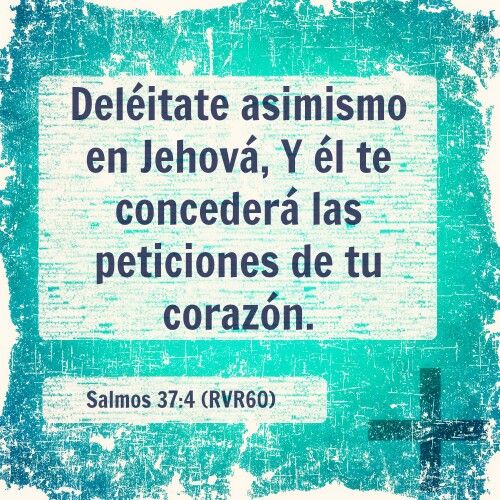 Deléitate asimismo
en Jehová, Y él te
concederá las
peticiones de tu
corazón.
Salmos 37:4 (RVR60)